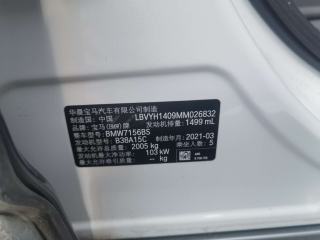 华晨宝马汽车有限公司制造
制造国:中国 LBVYH1409MM026832
品牌:宝马(BMW)牌 发动机排量:1499 mL
整车型号:BMW7156BS
发动机型号:B38A15C 制造年月:2021-03
最大允许总质量:2005 kg 乘坐人数:5
发动机最大净功率:103 kW
kg